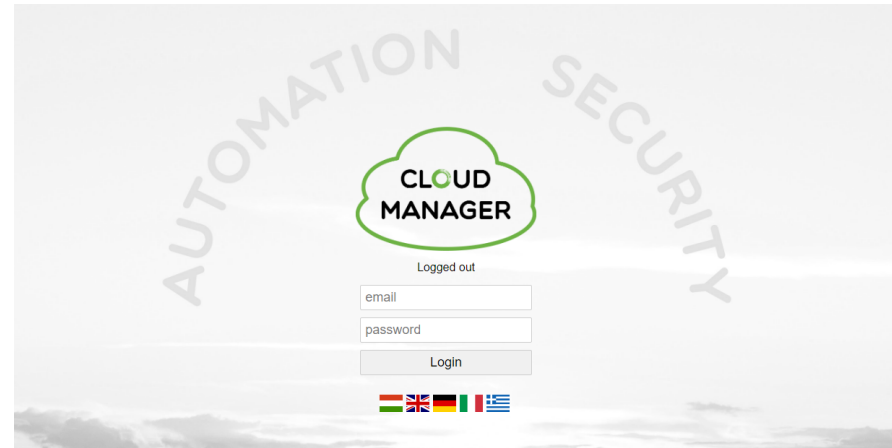 AUTOMATION SECURITY
CLOUD
MANAGER
Logged out
email
password
Login